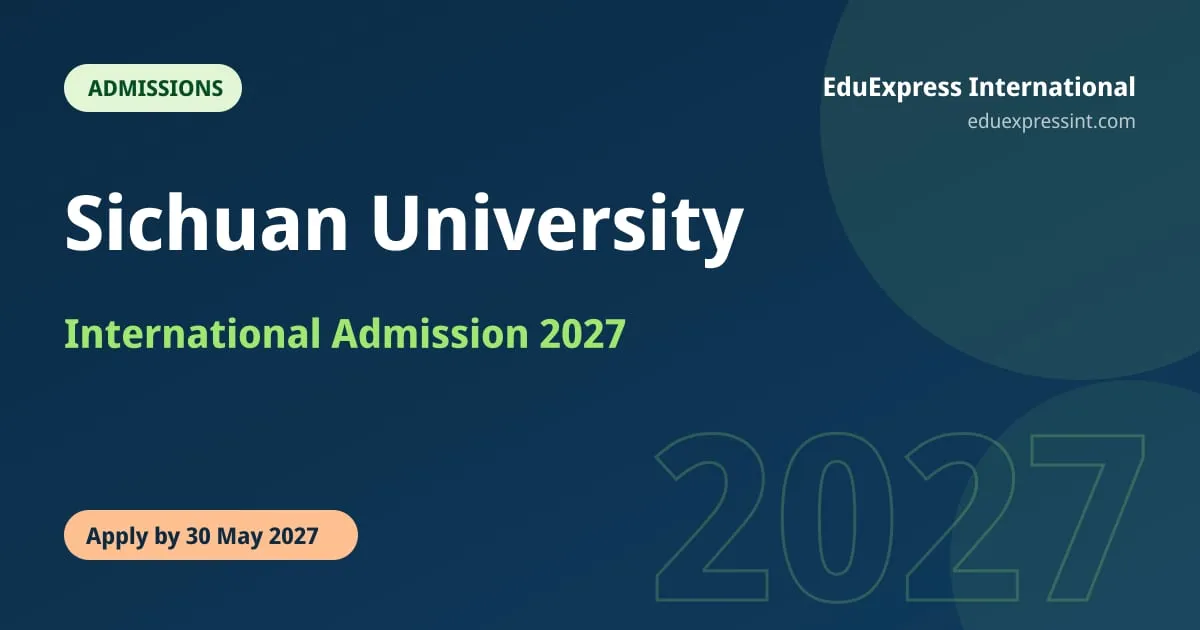 ADMISSIONS
EduExpress International
eduexpressint.com
Sichuan University
International Admission 2027
Apply by 30 May 2027
2027